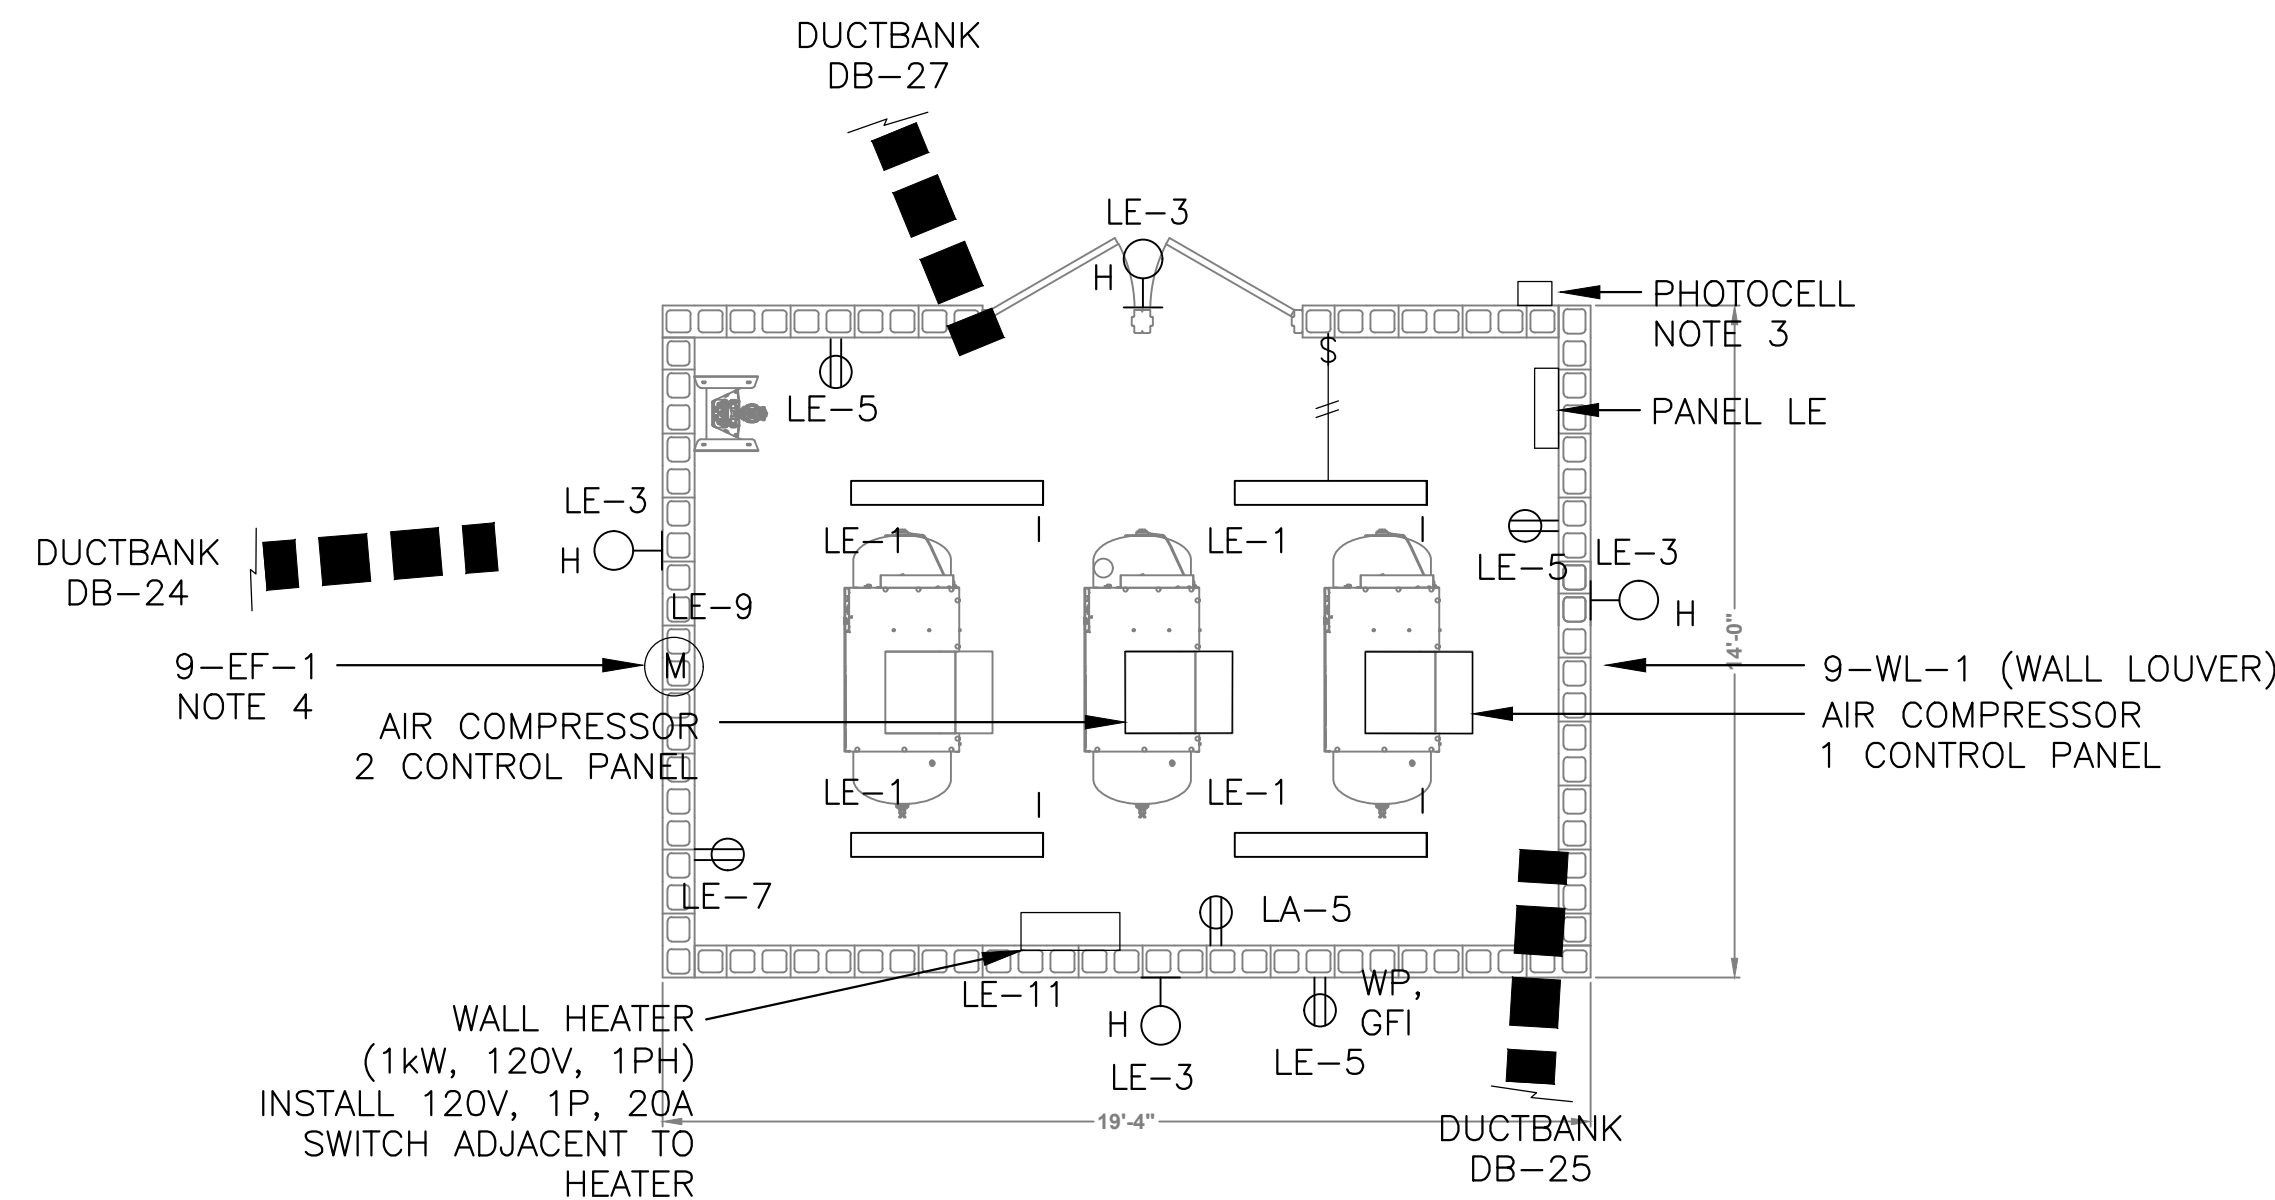 DUCTBANK
DB-27
LE-3
H
PHOTOCELL
NOTE 3
S
LE-5
PANEL LE
LE-3
H
DUCTBANK
DB-24
LE-1
I
LE-1
I
LE-5
LE-3
H
LE-9
14'-0"
9-EF-1
NOTE 4
M
9-WL-1 (WALL LOUVER)
AIR COMPRESSOR
2 CONTROL PANEL
AIR COMPRESSOR
1 CONTROL PANEL
LE-1
I
LE-1
I
LE-7
LA-5
LE-11
WP,
GFI
H
LE-3
LE-5
WALL HEATER
(1kW, 120V, 1PH)
INSTALL 120V, 1P, 20A
SWITCH ADJACENT TO
HEATER
19'-4"
DUCTBANK
DB-25